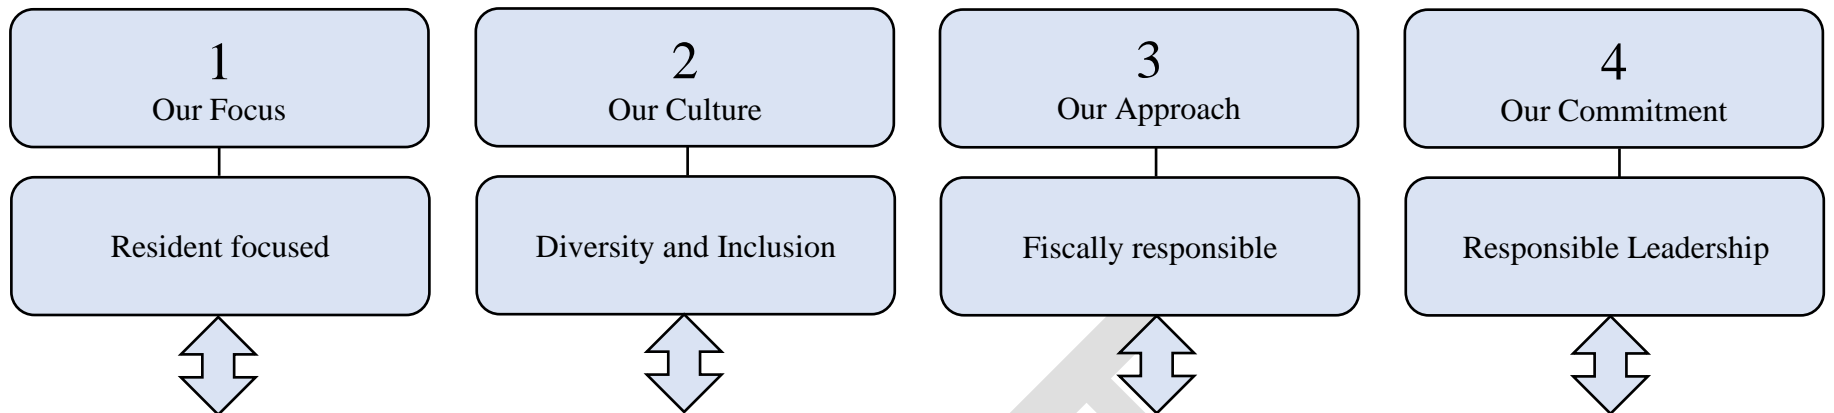 1
Our Focus
2
Our Culture
3
Our Approach
4
Our Commitment
Resident focused
Diversity and Inclusion
Fiscally responsible
Responsible Leadership